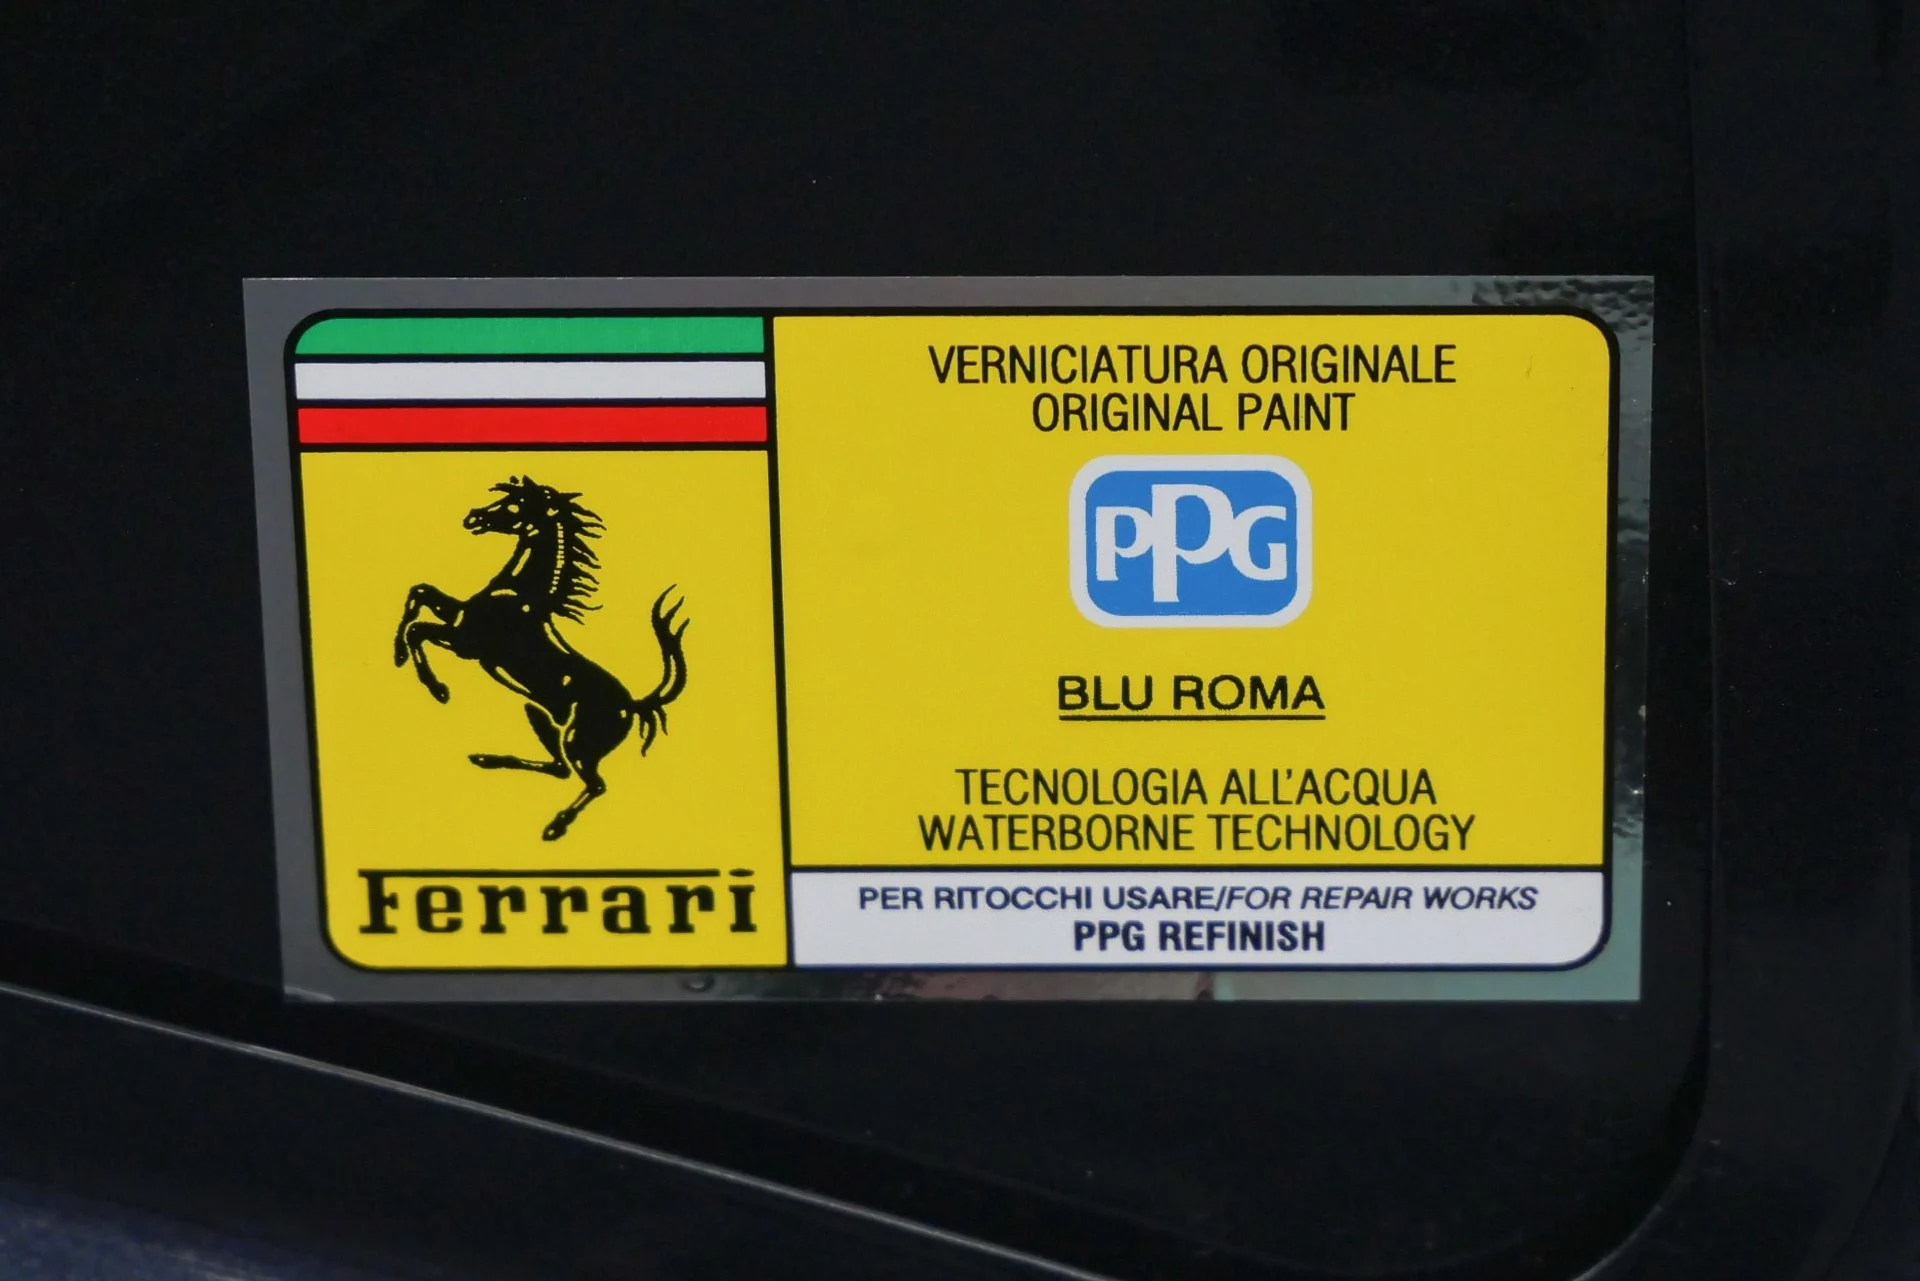 Ferrari
VERNICIATURA ORIGINALE
ORIGINAL PAINT
PPG
BLU ROMA
TECNOLOGIA ALL'ACQUA
WATERBORNE TECHNOLOGY
PER RITOCCHI USARE/FOR REPAIR WORKS
PPG REFINISH